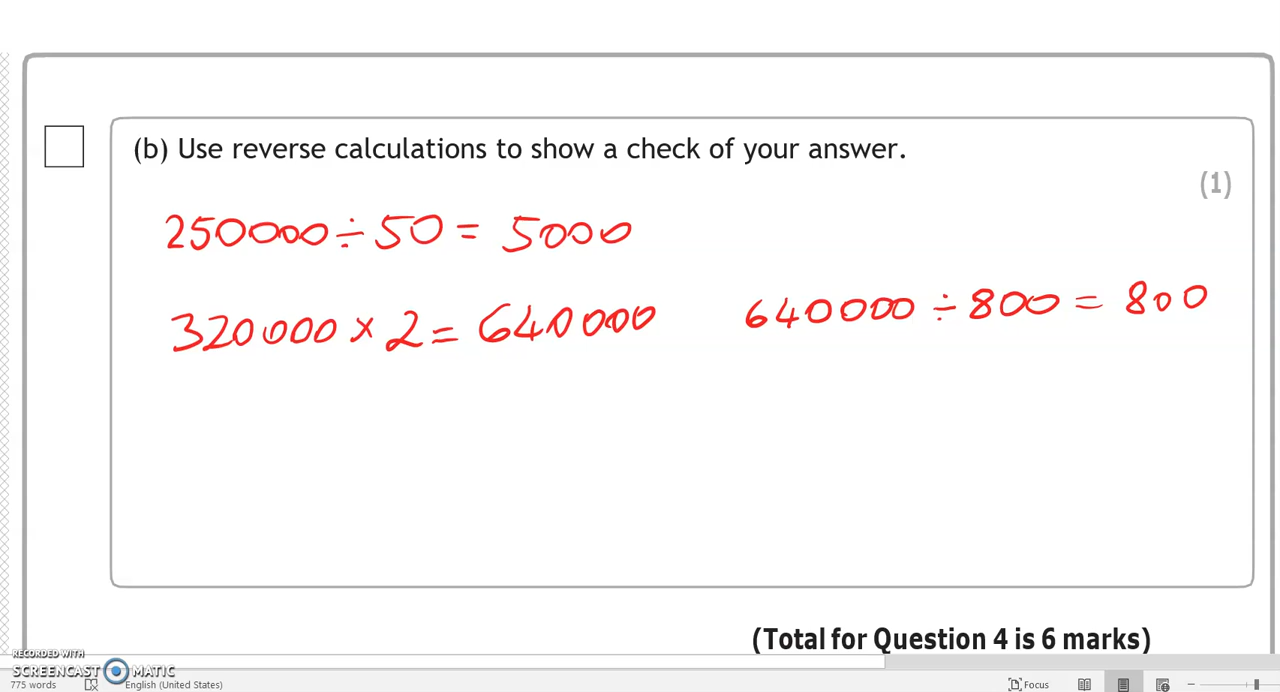 (b) Use reverse calculations to show a check of your answer.
(1)
250000 ÷ 50 = 5000
320000 × 2 = 640000
640000 ÷ 800 = 800
(Total for Question 4 is 6 marks)
RECORDED WITH
SCREENCAST MATIC
775 words English (United States) Focus